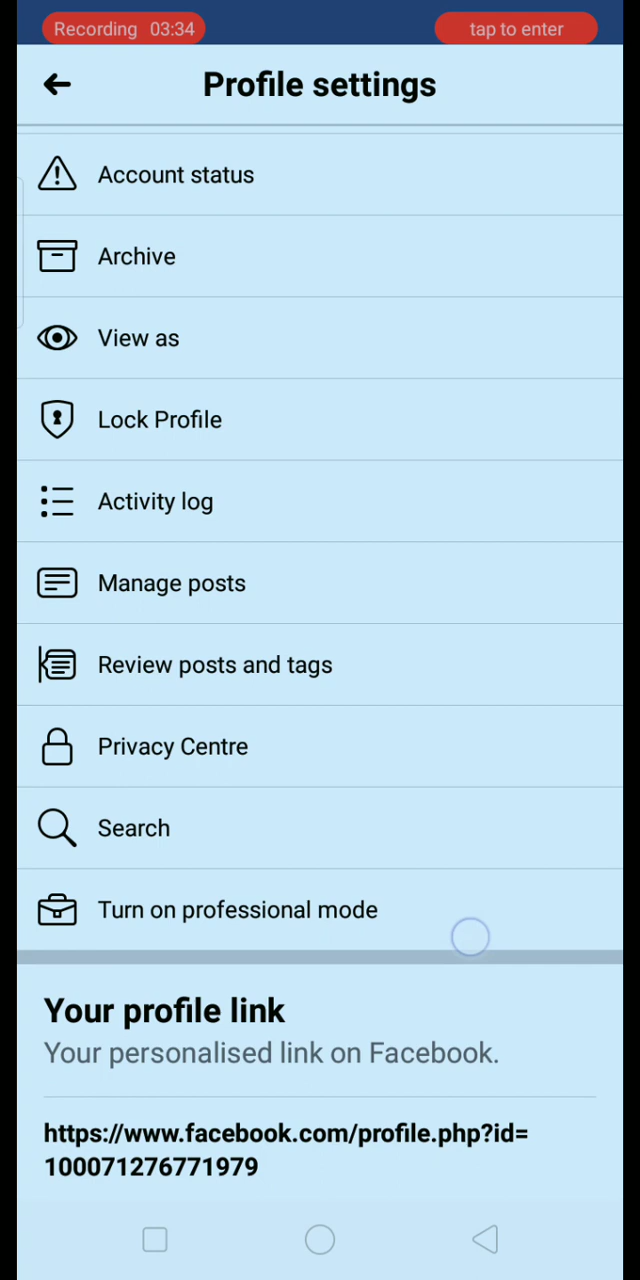 Recording 03:34 tap to enter
Profile settings
Account status
Archive
View as
Lock Profile
Activity log
Manage posts
Review posts and tags
Privacy Centre
Search
Turn on professional mode
Your profile link
Your personalised link on Facebook.
https://www.facebook.com/profile.php?id=
100071276771979